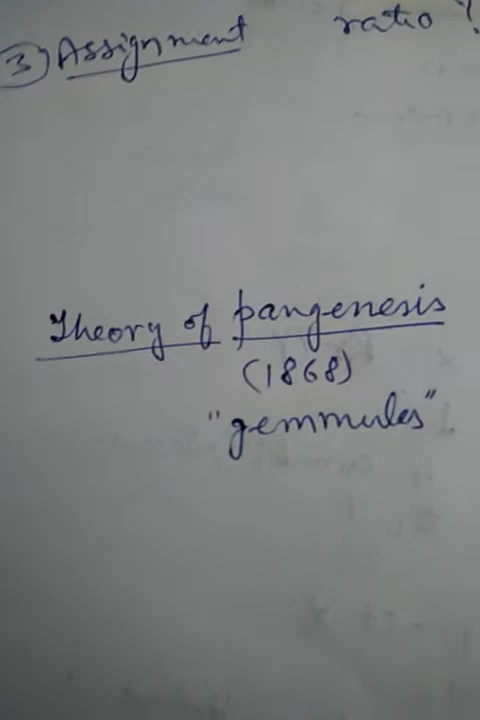 3) Assignment ratio?
Theory of pangenesis
(1868)
"gemmules"